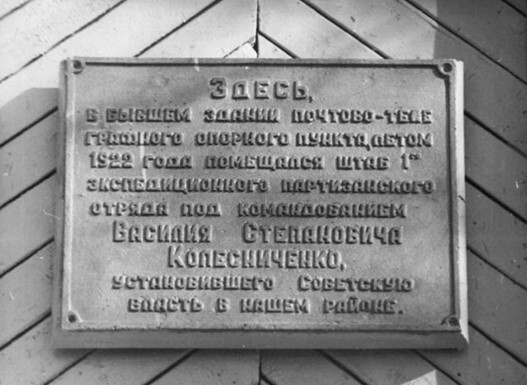 Здесь,
в бывшем здании почтово-теле
графного опорного пункта, летом
1922 года помещался штаб 1го
экспедиционного партизанского
отряда под командованием
Василия Степановича
Колесниченко,
установившего Советскую
власть в нашем районе.